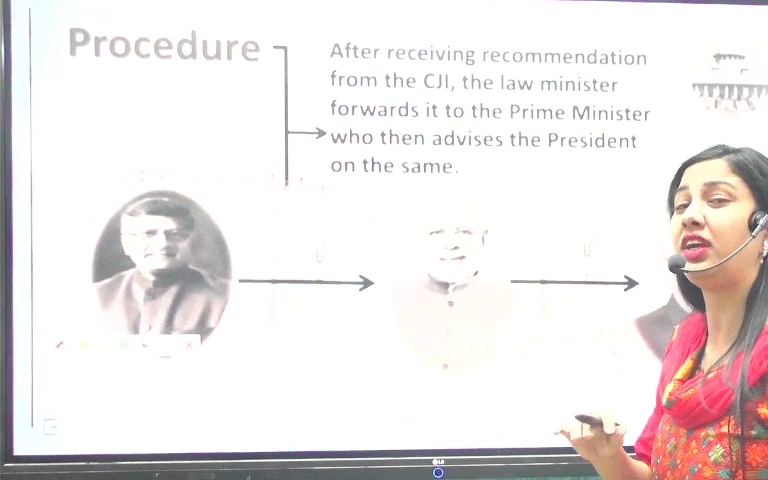 Procedure
After receiving recommendation
from the CJI, the law minister
forwards it to the Prime Minister
who then advises the President
on the same.
LG